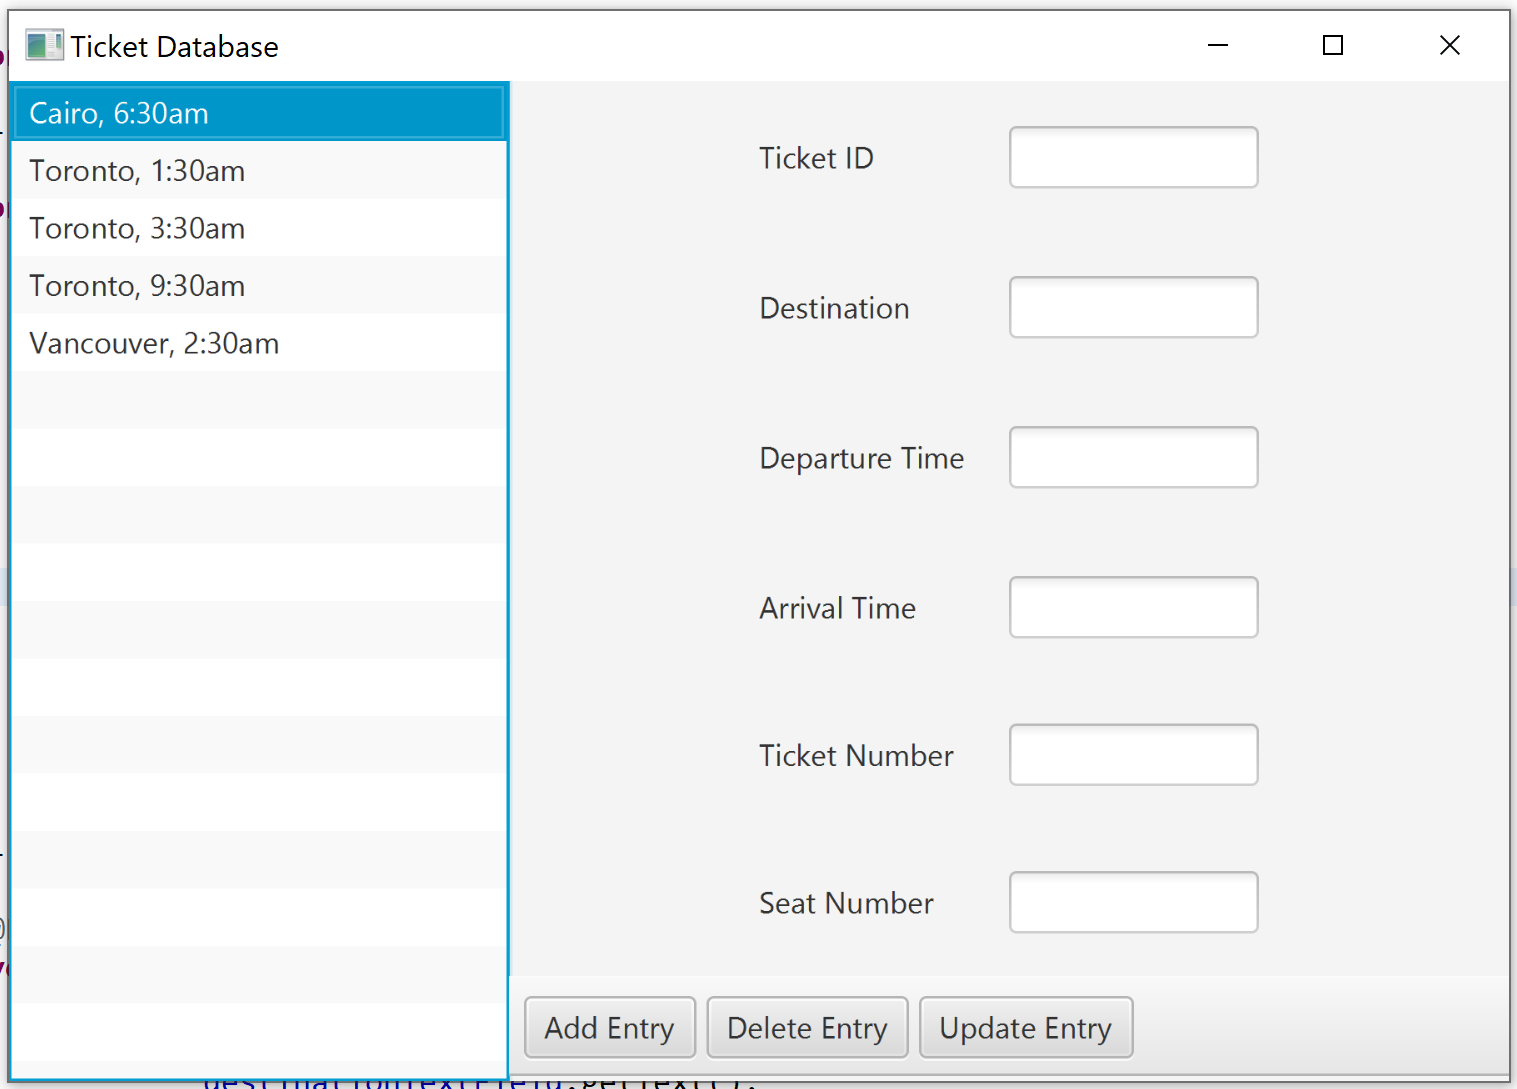 Ticket Database
Cairo, 6:30am
Toronto, 1:30am
Toronto, 3:30am
Toronto, 9:30am
Vancouver, 2:30am
Ticket ID
Destination
Departure Time
Arrival Time
Ticket Number
Seat Number
Add Entry
Delete Entry
Update Entry